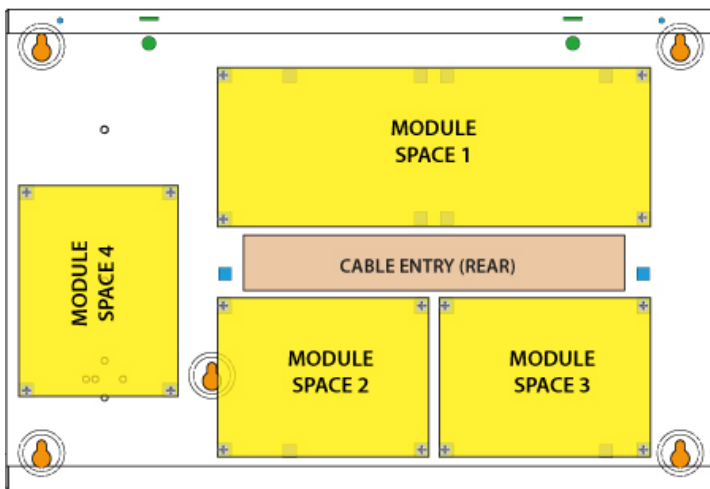 MODULE
SPACE 1
MODULE
SPACE 4
CABLE ENTRY (REAR)
MODULE
SPACE 2
MODULE
SPACE 3